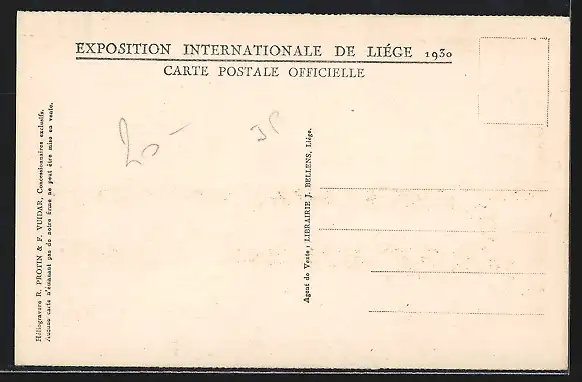 EXPOSITION INTERNATIONALE DE LIÉGE 1930
CARTE POSTALE OFFICIELLE
Héliogravure R. PROTIN & F. VUIDAR, Concessionnaires exclusifs.
Aucune carte n'émanant pas de notre firme ne peut être mise en vente.
Agent de Vente, LIBRAIRIE J. BELLENS, Liége.